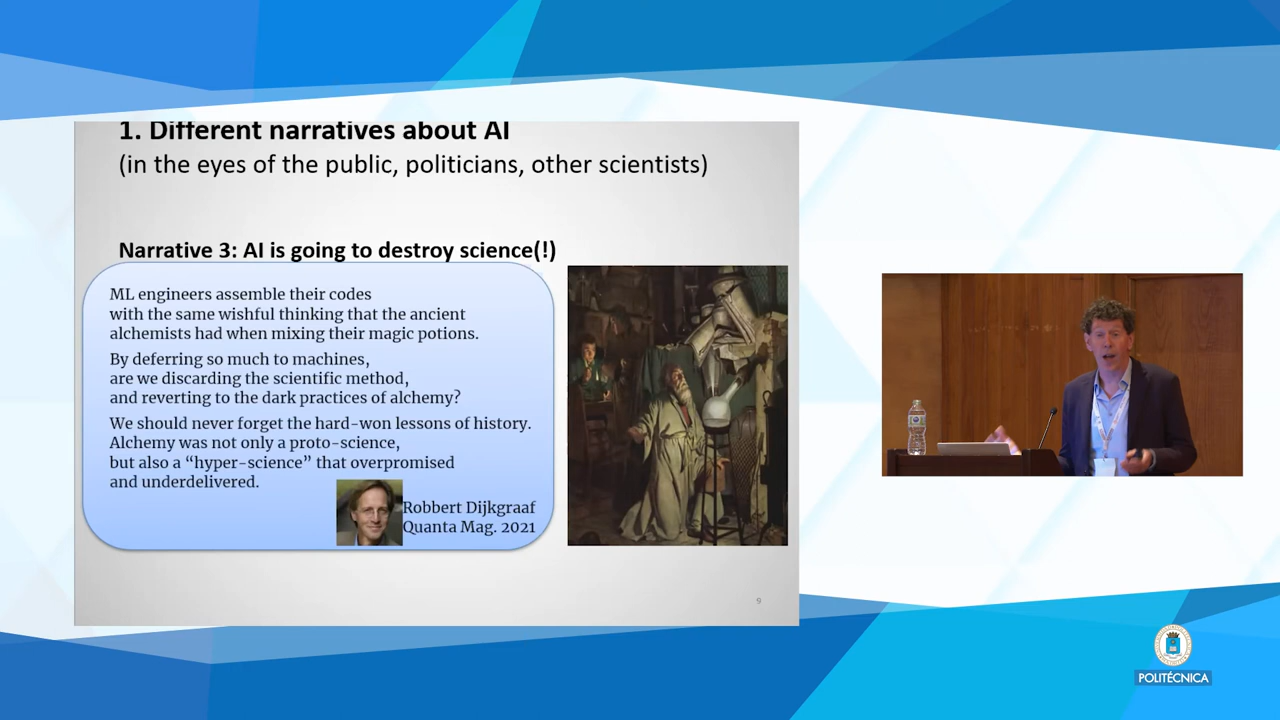 1. Different narratives about AI
(in the eyes of the public, politicians, other scientists)
Narrative 3: AI is going to destroy science(!)
ML engineers assemble their codes
with the same wishful thinking that the ancient
alchemists had when mixing their magic potions.
By deferring so much to machines,
are we discarding the scientific method,
and reverting to the dark practices of alchemy?
We should never forget the hard-won lessons of history.
Alchemy was not only a proto-science,
but also a “hyper-science” that overpromised
and underdelivered.
Robbert Dijkgraaf
Quanta Mag. 2021
9
POLITÉCNICA